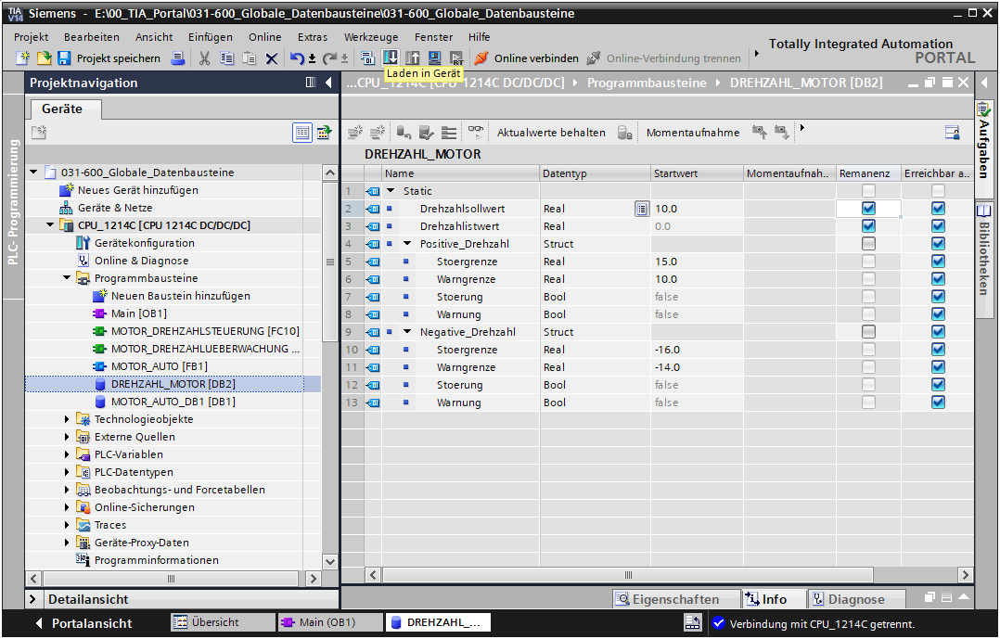 TIA V14 Siemens - E:\00_TIA_Portal\031-600_Globale_Datenbausteine\031-600_Globale_Datenbausteine
Projekt Bearbeiten Ansicht Einfügen Online Extras Werkzeuge Fenster Hilfe
Totally Integrated Automation
PORTAL
Projekt speichern Online verbinden Online-Verbindung trennen
Laden in Gerät
Projektnavigation
...CPU_1214C [CPU 1214C DC/DC/DC] Programmbausteine DREHZAHL_MOTOR [DB2]
Geräte
PLC- Programmierung
031-600_Globale_Datenbausteine
Neues Gerät hinzufügen
Geräte & Netze
CPU_1214C [CPU 1214C DC/DC/DC]
Gerätekonfiguration
Online & Diagnose
Programmbausteine
Neuen Baustein hinzufügen
Main [OB1]
MOTOR_DREHZAHLSTEUERUNG [FC10]
MOTOR_DREHZAHLUEBERWACHUNG ...
MOTOR_AUTO [FB1]
DREHZAHL_MOTOR [DB2]
MOTOR_AUTO_DB1 [DB1]
Technologieobjekte
Externe Quellen
PLC-Variablen
PLC-Datentypen
Beobachtungs- und Forcetabellen
Online-Sicherungen
Traces
Geräte-Proxy-Daten
Programminformationen
Detailansicht
Aktualwerte behalten Momentaufnahme
DREHZAHL_MOTOR
Name Datentyp Startwert Momentaufnah.. Remanenz Erreichbar a..
1 Static
2 Drehzahlsollwert Real 10.0
3 Drehzahlistwert Real 0.0
4 Positive_Drehzahl Struct
5 Stoergrenze Real 15.0
6 Warngrenze Real 10.0
7 Stoerung Bool false
8 Warnung Bool false
9 Negative_Drehzahl Struct
10 Stoergrenze Real -16.0
11 Warngrenze Real -14.0
12 Stoerung Bool false
13 Warnung Bool false
Aufgaben
Bibliotheken
Eigenschaften Info Diagnose
Portalansicht Übersicht Main (OB1) DREHZAHL_... Verbindung mit CPU_1214C getrennt.